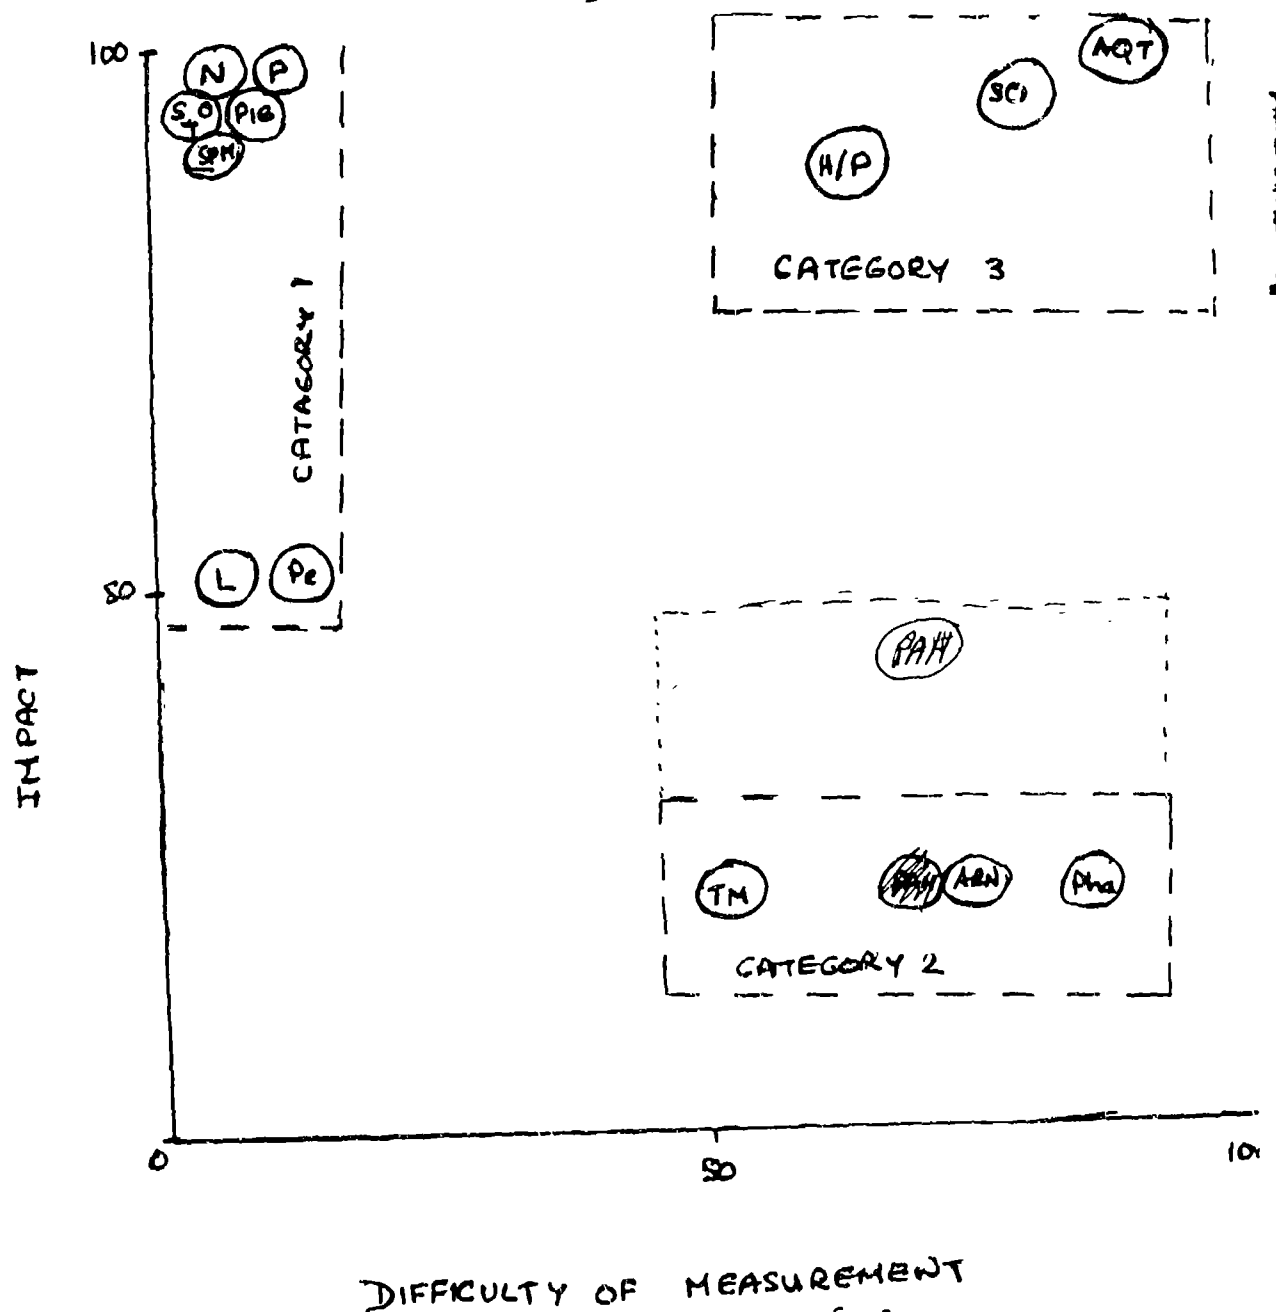 100
N P
S+O PIG
SPM
AQT
SCI
H/P
CATEGORY 3
CATAGORY 1
L Pe
50
PAH
IMPACT
TM PAH ARN Pha
CATEGORY 2
0 50
DIFFICULTY OF MEASUREMENT